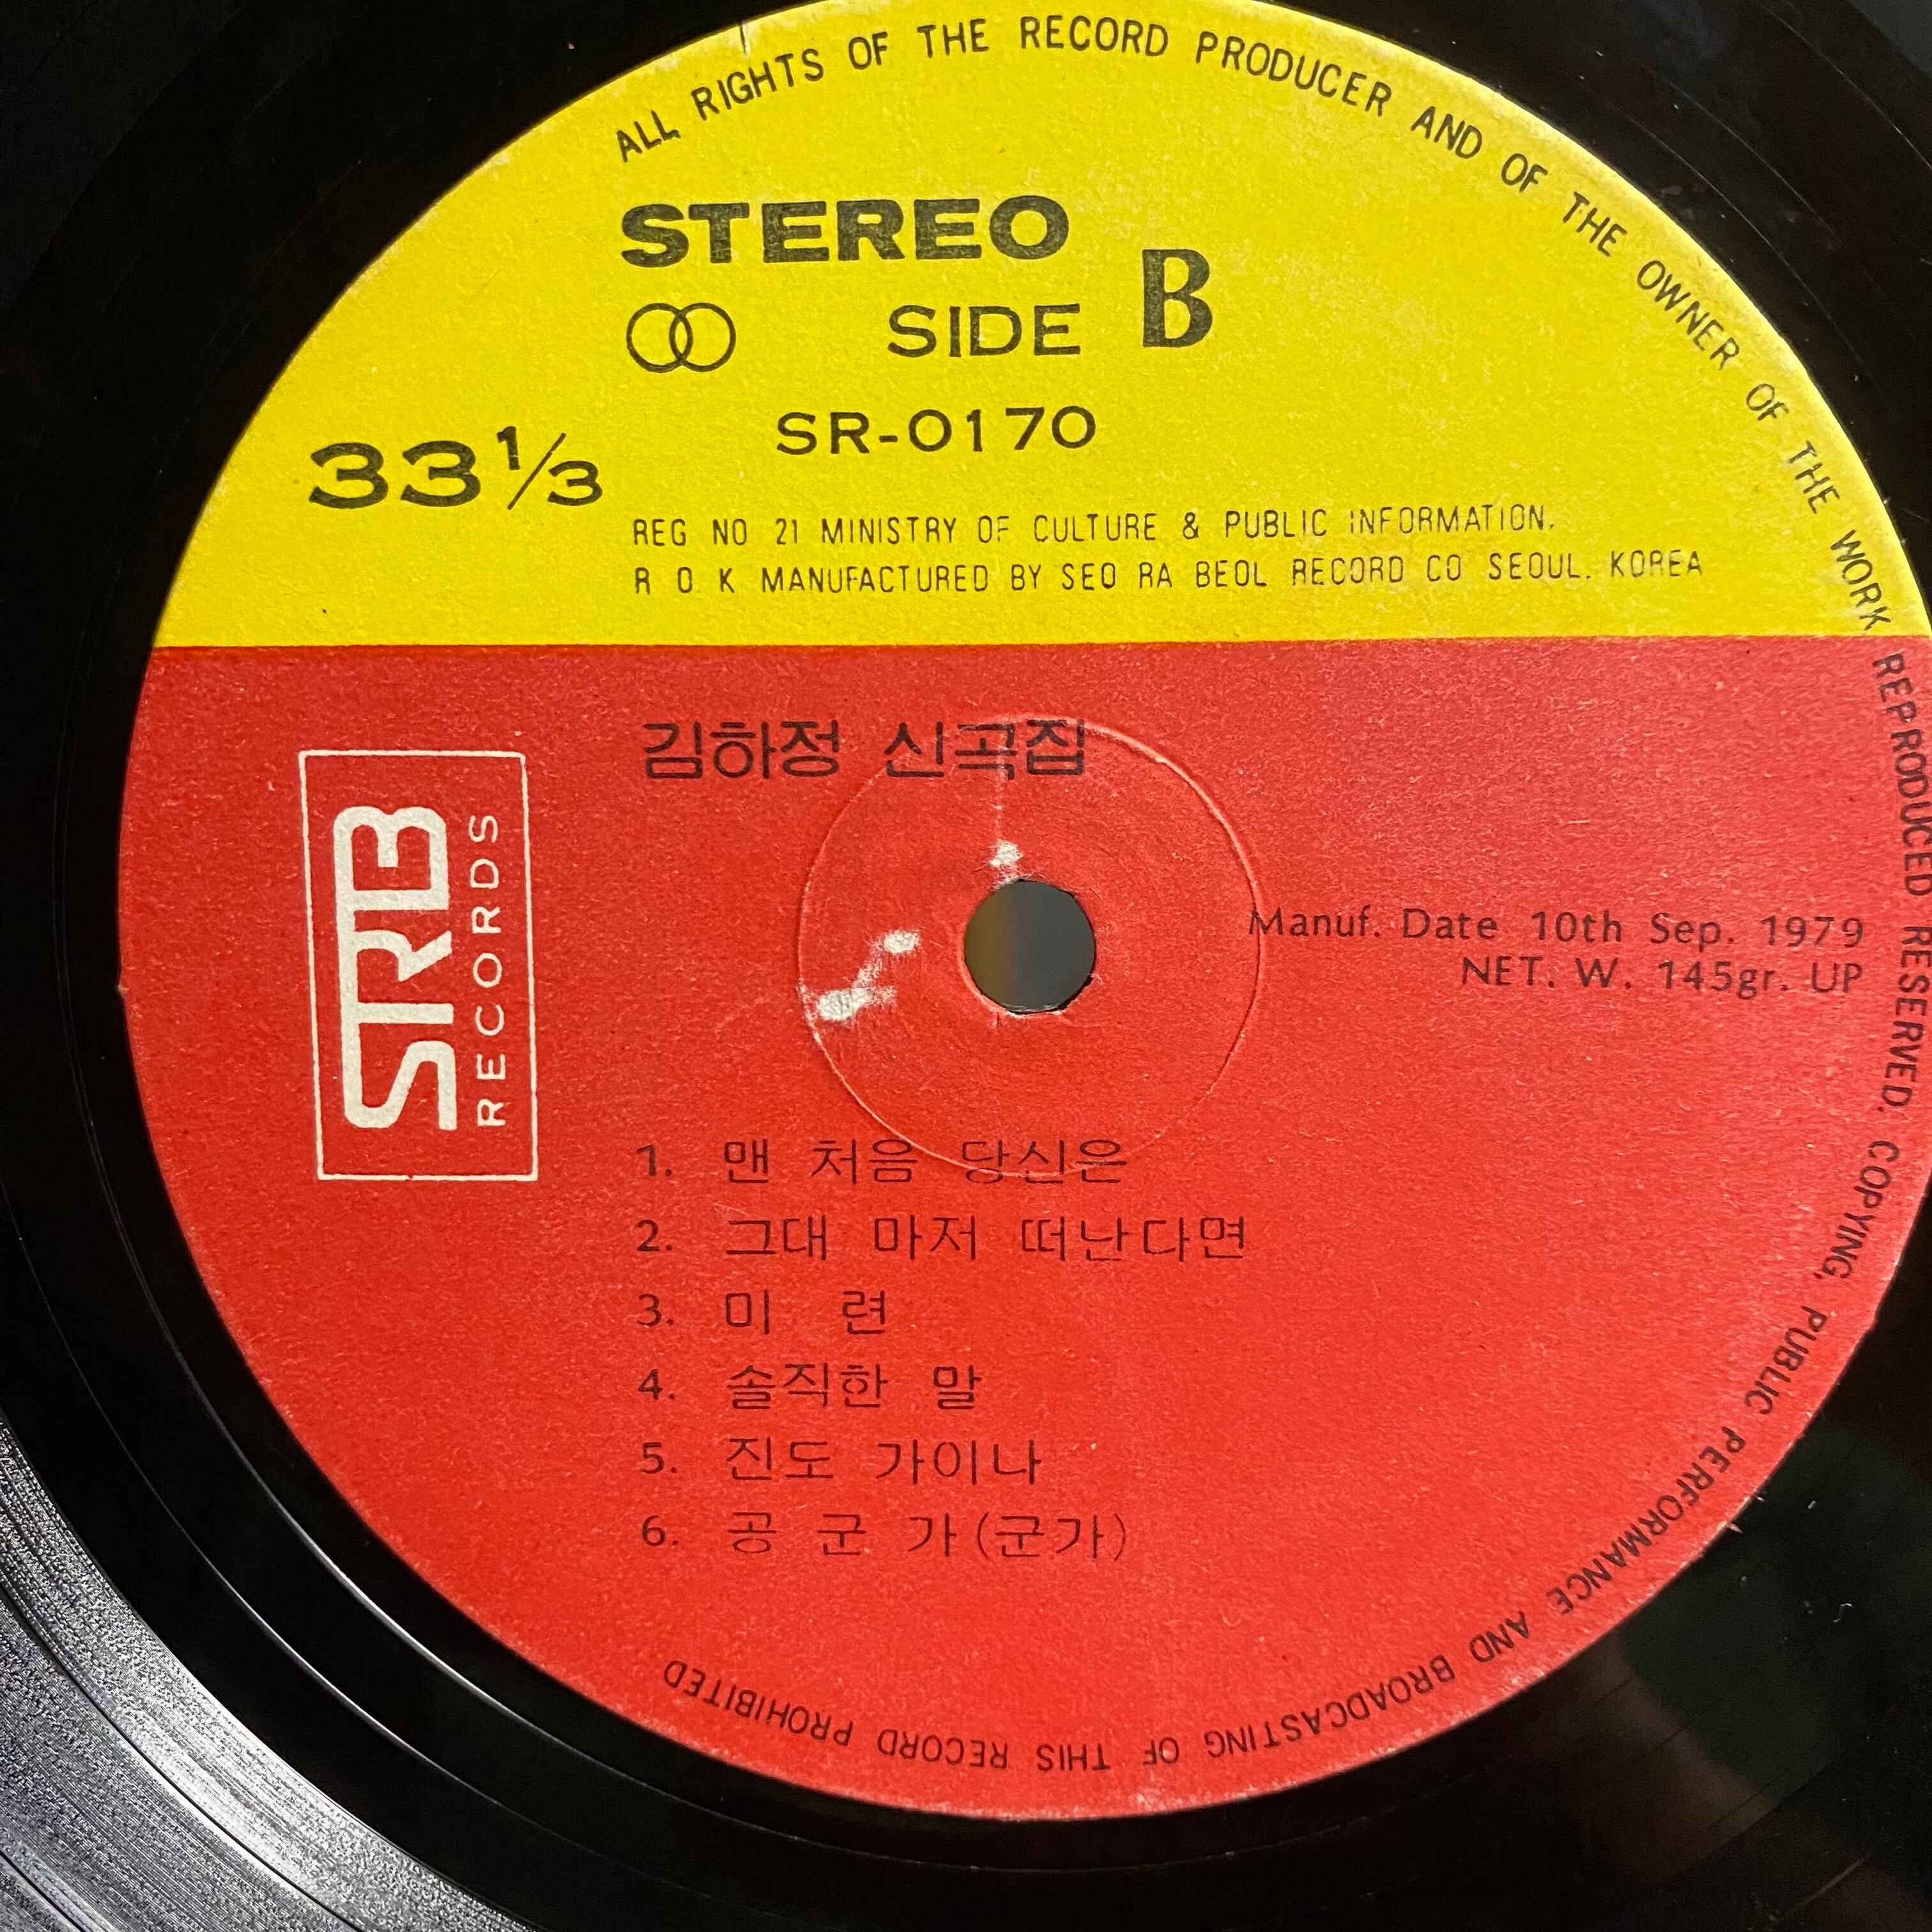 ALL RIGHTS OF THE RECORD PRODUCER AND OF THE OWNER OF THE WORK REPRODUCED RESERVED. COPYING, PUBLIC PERFORMANCE AND BROADCASTING OF THIS RECORD PROHIBITED
STEREO
SIDE B
SR-0170
33 1/3
REG NO 21 MINISTRY OF CULTURE & PUBLIC INFORMATION.
R O K MANUFACTURED BY SEO RA BEOL RECORD CO SEOUL. KOREA
김하정 신곡집
STRB
RECORDS
Manuf. Date 10th Sep. 1979
NET. W. 145gr. UP
1. 맨 처음 당신은
2. 그대 마저 떠난다면
3. 미 련
4. 솔직한 말
5. 진도 가이나
6. 공 군 가(군가)